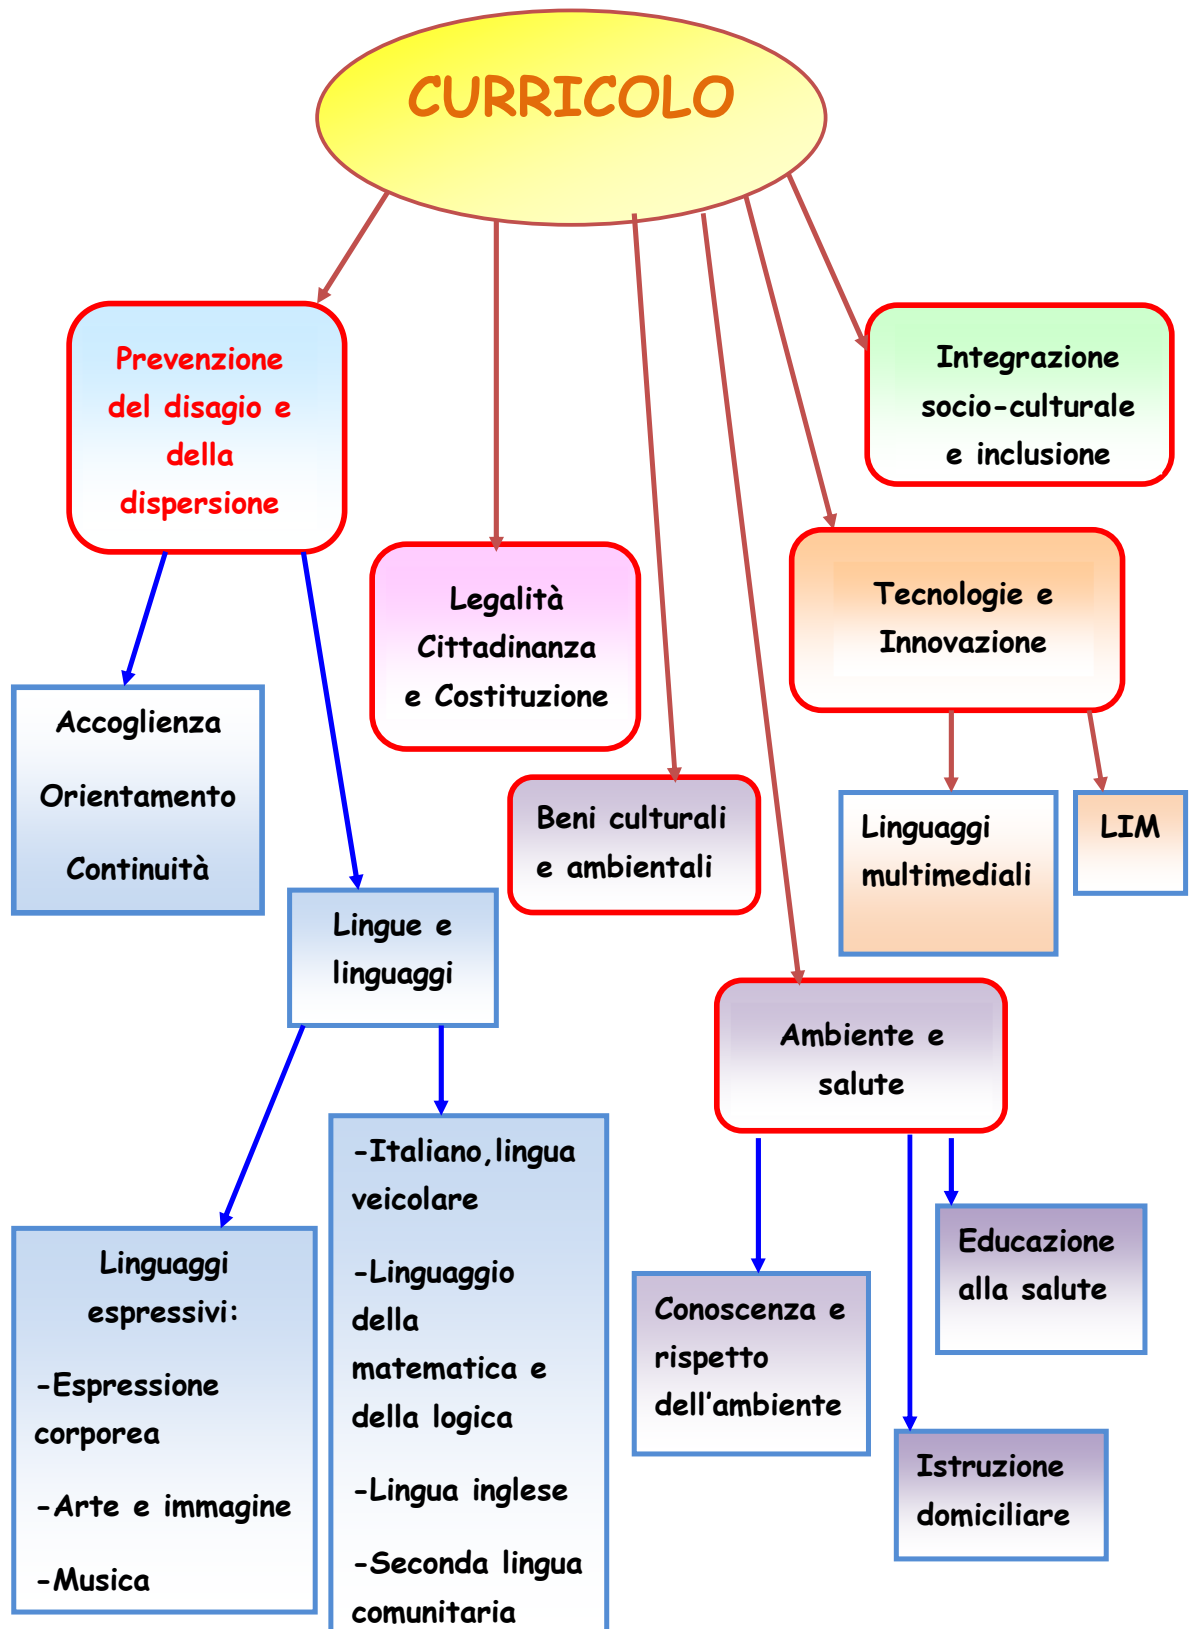 CURRICOLO
Prevenzione
del disagio e
della
dispersione
Integrazione
socio-culturale
e inclusione
Legalità
Cittadinanza
e Costituzione
Tecnologie e
Innovazione
Accoglienza
Orientamento
Continuità
Beni culturali
e ambientali
Linguaggi
multimediali
LIM
Lingue e
linguaggi
Ambiente e
salute
-Italiano,lingua
veicolare
-Linguaggio
della
matematica e
della logica
-Lingua inglese
-Seconda lingua
comunitaria
Linguaggi
espressivi:
-Espressione
corporea
-Arte e immagine
-Musica
Conoscenza e
rispetto
dell’ambiente
Educazione
alla salute
Istruzione
domiciliare